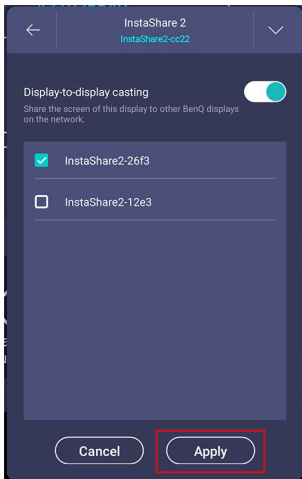 InstaShare 2
InstaShare2-cc22
Display-to-display casting
Share the screen of this display to other BenQ displays
on the network.
InstaShare2-26f3
InstaShare2-12e3
Cancel
Apply